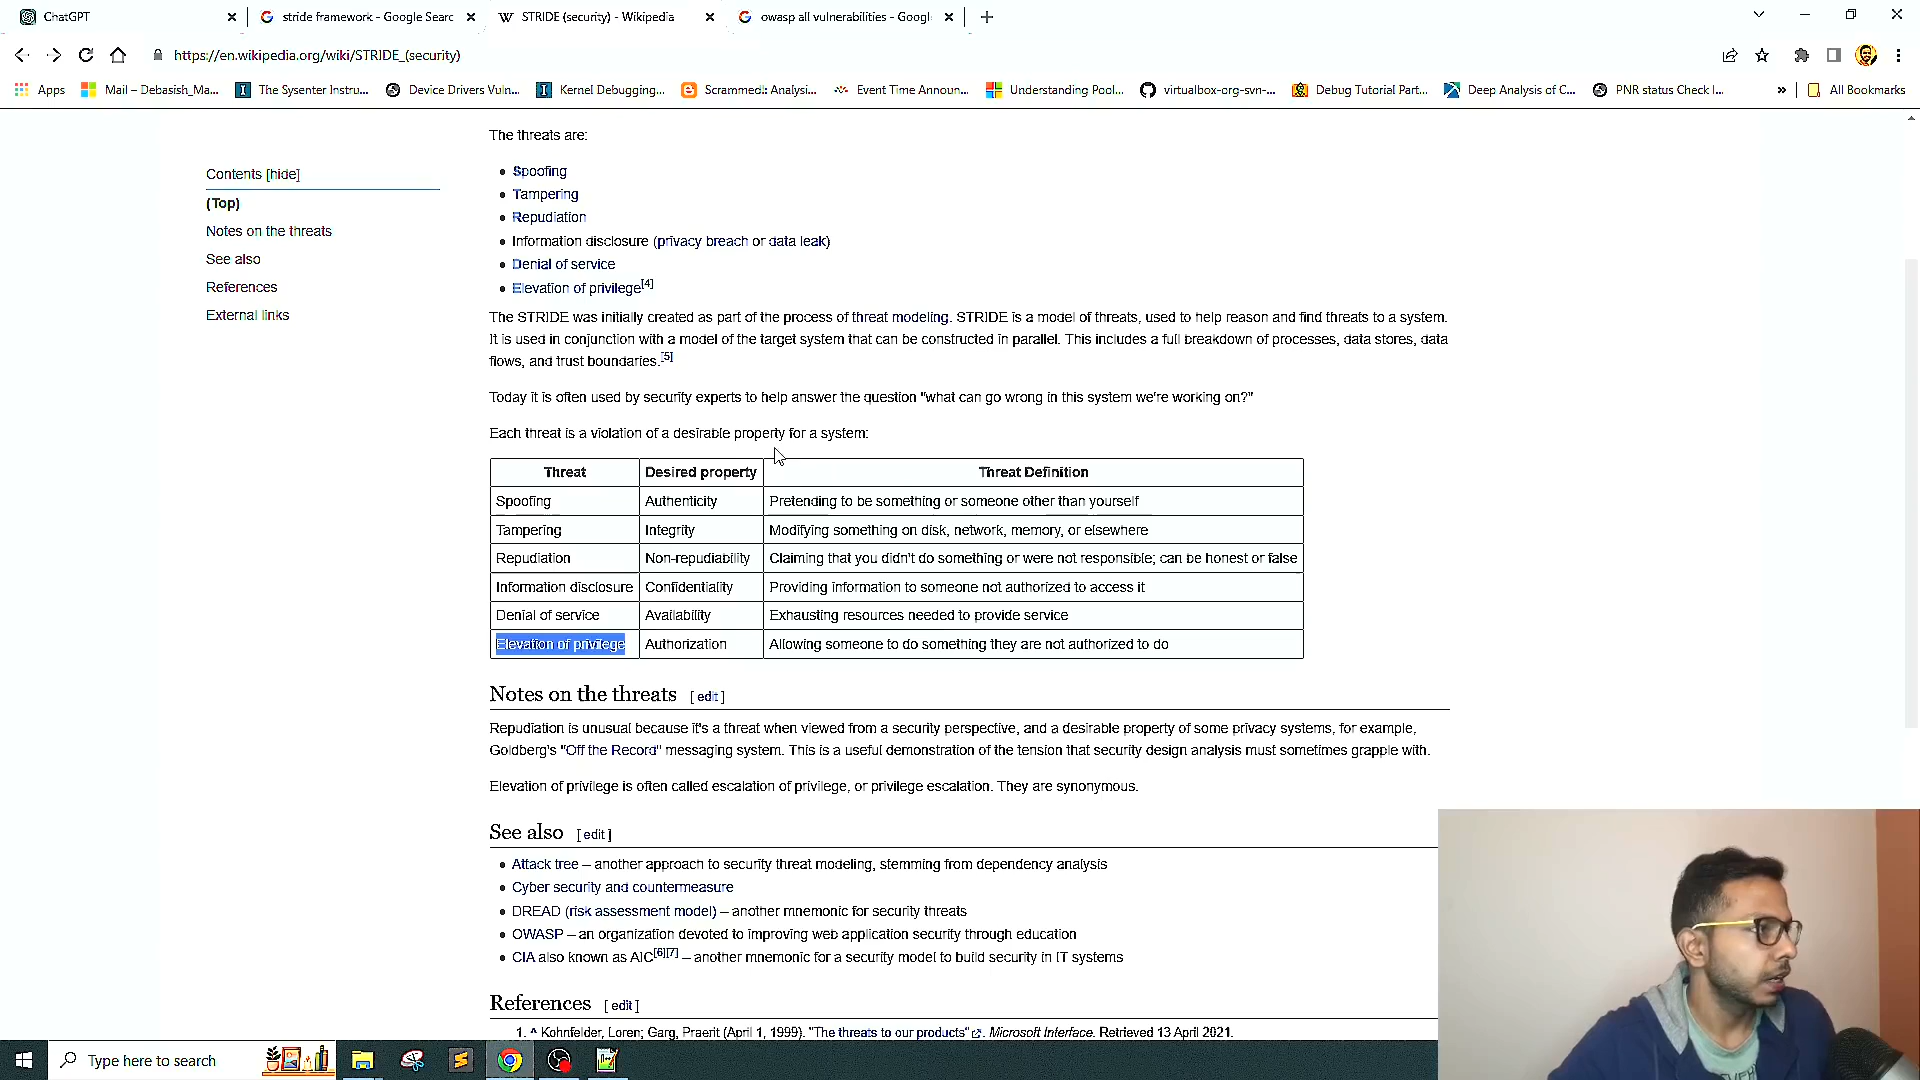 ChatGPT
stride framework - Google Searc
STRIDE (security) - Wikipedia
owasp all vulnerabilities - Googl
https://en.wikipedia.org/wiki/STRIDE_(security)
Apps
Mail – Debasish_Ma...
The Sysenter Instru...
Device Drivers Vuln...
Kernel Debugging...
Scrammed!: Analysi...
Event Time Announ...
Understanding Pool...
virtualbox-org-svn-...
Debug Tutorial Part...
Deep Analysis of C...
PNR status Check I...
»
All Bookmarks
Contents [hide]
(Top)
Notes on the threats
See also
References
External links
The threats are:
• Spoofing
• Tampering
• Repudiation
• Information disclosure (privacy breach or data leak)
• Denial of service
• Elevation of privilege[4]
The STRIDE was initially created as part of the process of threat modeling. STRIDE is a model of threats, used to help reason and find threats to a system.
It is used in conjunction with a model of the target system that can be constructed in parallel. This includes a full breakdown of processes, data stores, data
flows, and trust boundaries.[5]
Today it is often used by security experts to help answer the question "what can go wrong in this system we're working on?"
Each threat is a violation of a desirable property for a system:
Threat Desired property Threat Definition
Spoofing Authenticity Pretending to be something or someone other than yourself
Tampering Integrity Modifying something on disk, network, memory, or elsewhere
Repudiation Non-repudiability Claiming that you didn't do something or were not responsible; can be honest or false
Information disclosure Confidentiality Providing information to someone not authorized to access it
Denial of service Availability Exhausting resources needed to provide service
Elevation of privilege Authorization Allowing someone to do something they are not authorized to do
Notes on the threats [ edit ]
Repudiation is unusual because it's a threat when viewed from a security perspective, and a desirable property of some privacy systems, for example,
Goldberg's "Off the Record" messaging system. This is a useful demonstration of the tension that security design analysis must sometimes grapple with.
Elevation of privilege is often called escalation of privilege, or privilege escalation. They are synonymous.
See also [ edit ]
• Attack tree – another approach to security threat modeling, stemming from dependency analysis
• Cyber security and countermeasure
• DREAD (risk assessment model) – another mnemonic for security threats
• OWASP – an organization devoted to improving web application security through education
• CIA also known as AIC[6][7] – another mnemonic for a security model to build security in IT systems
References [ edit ]
1. ^ Kohnfelder, Loren; Garg, Praerit (April 1, 1999). "The threats to our products". Microsoft Interface. Retrieved 13 April 2021.
Type here to search